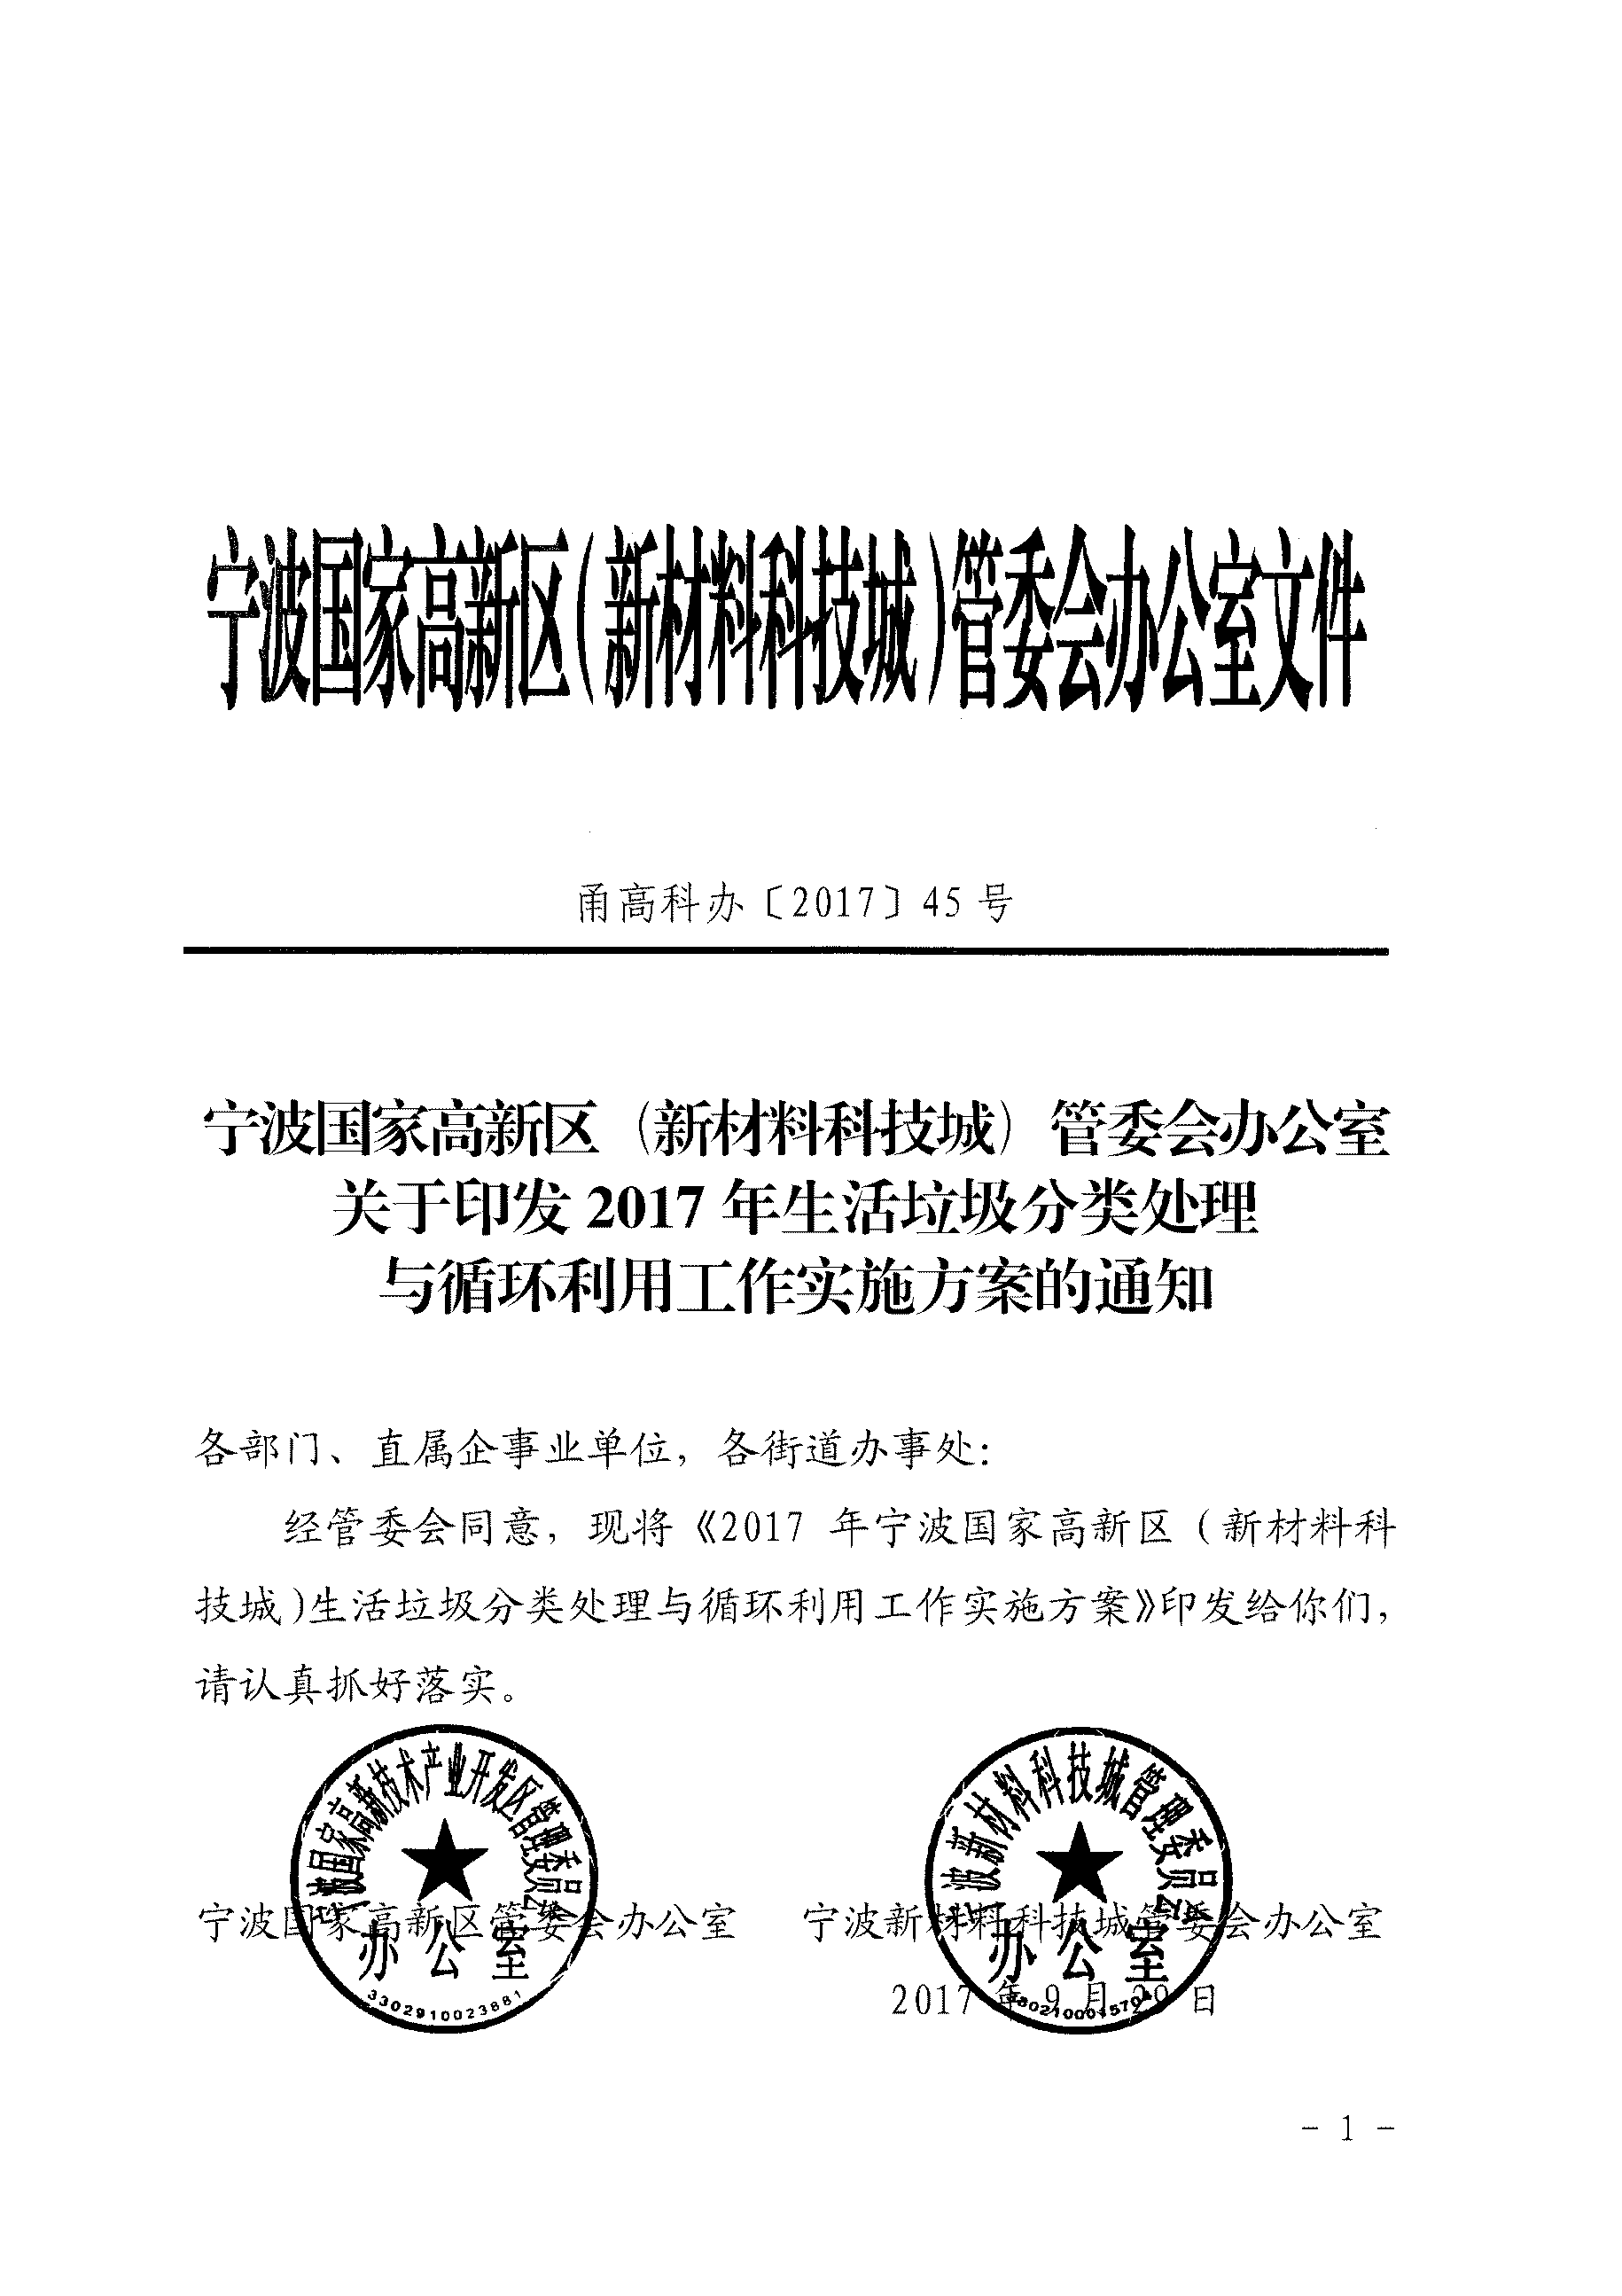 宁波国家高新区(新材料科技城)管委会办公室文件
甬高科办〔2017〕45 号
宁波国家高新区（新材料科技城）管委会办公室
关于印发 2017 年生活垃圾分类处理
与循环利用工作实施方案的通知
各部门、直属企事业单位，各街道办事处：
经管委会同意，现将《2017 年宁波国家高新区（新材料科
技城）生活垃圾分类处理与循环利用工作实施方案》印发给你们，
请认真抓好落实。
宁波国家高新技术产业开发区管理委员会
办公室
3302910023881
波新材料科技城管理委员会
办公室
宁波国家高新区管委会办公室 宁波新材料科技城管委会办公室
2017 年 9 月 29 日
- 1 -